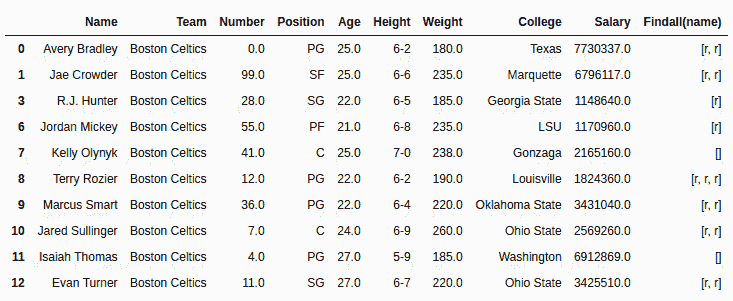 Name Team Number Position Age Height Weight College Salary Findall(name)
0 Avery Bradley Boston Celtics 0.0 PG 25.0 6-2 180.0 Texas 7730337.0 [r, r]
1 Jae Crowder Boston Celtics 99.0 SF 25.0 6-6 235.0 Marquette 6796117.0 [r, r]
3 R.J. Hunter Boston Celtics 28.0 SG 22.0 6-5 185.0 Georgia State 1148640.0 [r]
6 Jordan Mickey Boston Celtics 55.0 PF 21.0 6-8 235.0 LSU 1170960.0 [r]
7 Kelly Olynyk Boston Celtics 41.0 C 25.0 7-0 238.0 Gonzaga 2165160.0 []
8 Terry Rozier Boston Celtics 12.0 PG 22.0 6-2 190.0 Louisville 1824360.0 [r, r, r]
9 Marcus Smart Boston Celtics 36.0 PG 22.0 6-4 220.0 Oklahoma State 3431040.0 [r, r]
10 Jared Sullinger Boston Celtics 7.0 C 24.0 6-9 260.0 Ohio State 2569260.0 [r, r]
11 Isaiah Thomas Boston Celtics 4.0 PG 27.0 5-9 185.0 Washington 6912869.0 []
12 Evan Turner Boston Celtics 11.0 SG 27.0 6-7 220.0 Ohio State 3425510.0 [r, r]